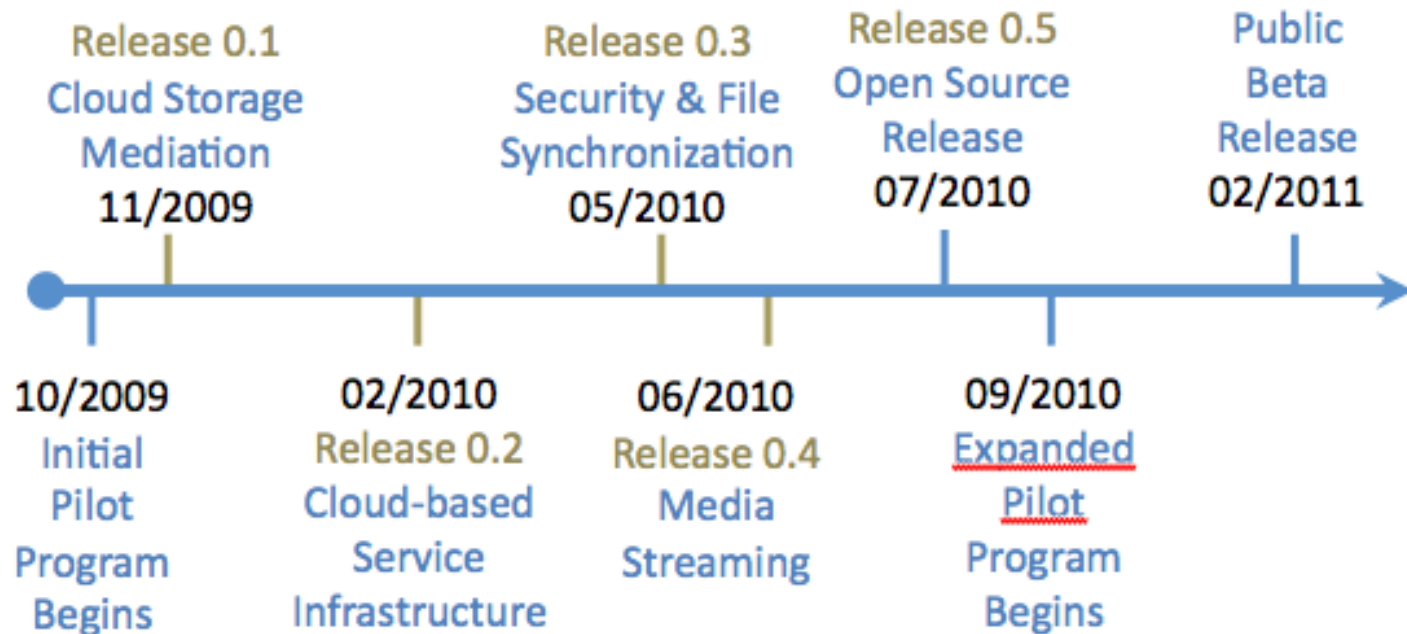 Release 0.1
Cloud Storage
Mediation
11/2009
Release 0.3
Security & File
Synchronization
05/2010
Release 0.5
Open Source
Release
07/2010
Public
Beta
Release
02/2011
10/2009
Initial
Pilot
Program
Begins
02/2010
Release 0.2
Cloud-based
Service
Infrastructure
06/2010
Release 0.4
Media
Streaming
09/2010
Expanded
Pilot
Program
Begins